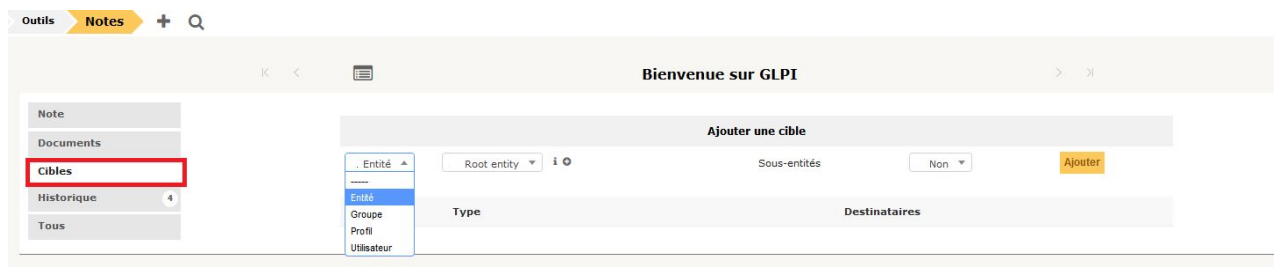 Outils Notes
Bienvenue sur GLPI
Note
Documents
Cibles
Historique 4
Tous
Ajouter une cible
. Entité Root entity i Sous-entités Non Ajouter
-----
Entité
Groupe
Profil
Utilisateur
Type Destinataires